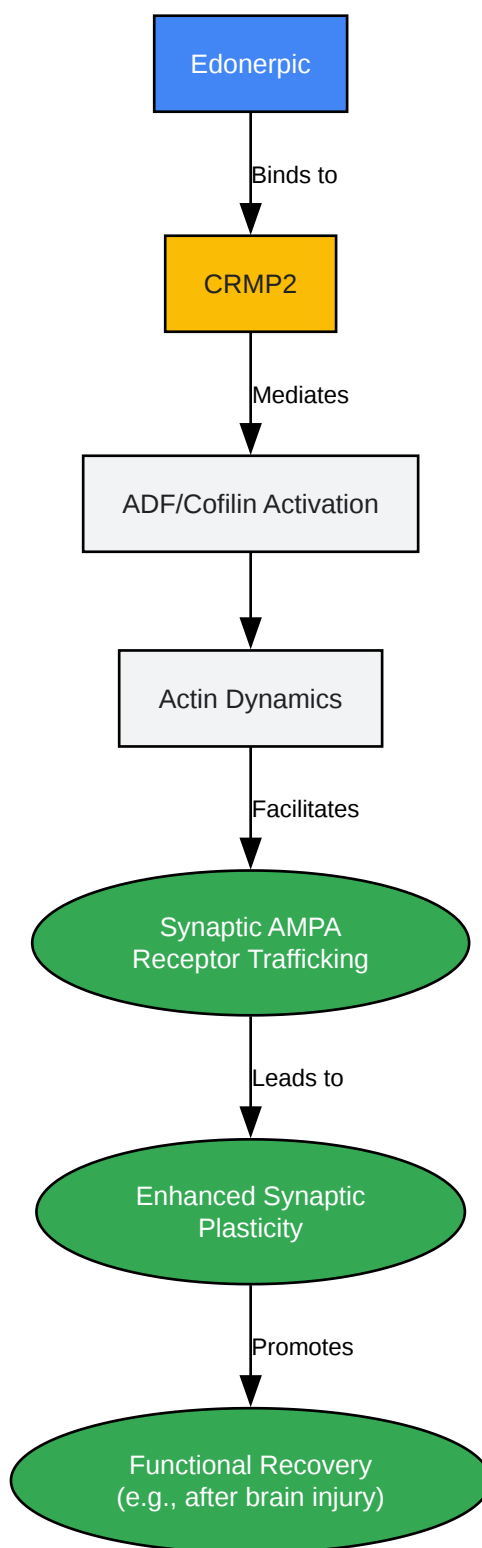 Edonerpic
Binds to
CRMP2
Mediates
ADF/Cofilin Activation
Actin Dynamics
Facilitates
Synaptic AMPA
Receptor Trafficking
Leads to
Enhanced Synaptic
Plasticity
Promotes
Functional Recovery
(e.g., after brain injury)